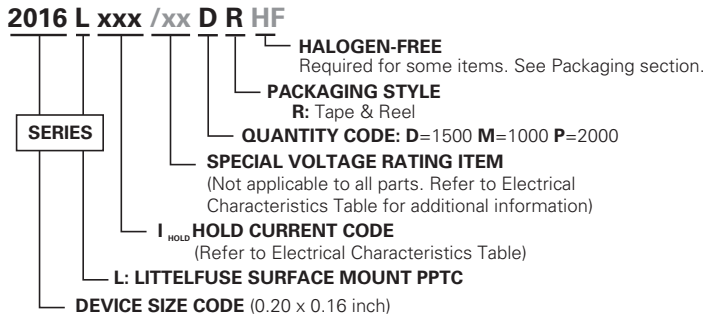 2016 L xxx /xx D R HF
HALOGEN-FREE
Required for some items. See Packaging section.
PACKAGING STYLE
R: Tape & Reel
SERIES
QUANTITY CODE: D=1500 M=1000 P=2000
SPECIAL VOLTAGE RATING ITEM
(Not applicable to all parts. Refer to Electrical
Characteristics Table for additional information)
I HOLD HOLD CURRENT CODE
(Refer to Electrical Characteristics Table)
L: LITTELFUSE SURFACE MOUNT PPTC
DEVICE SIZE CODE (0.20 x 0.16 inch)